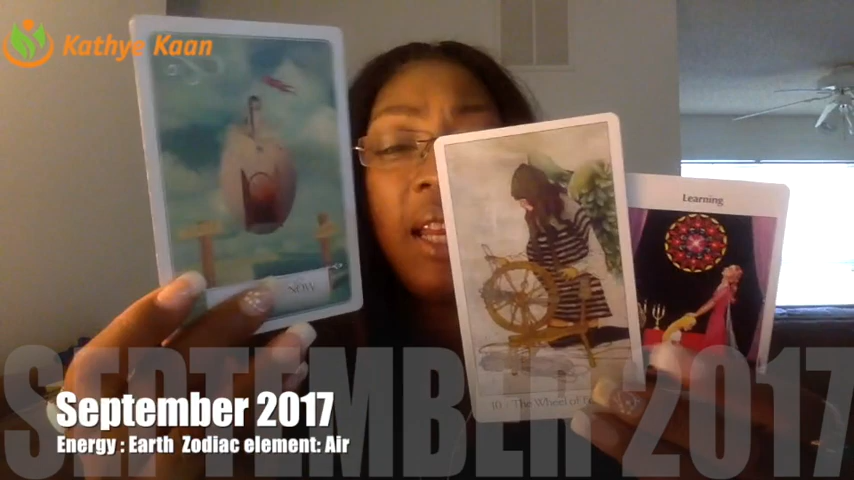 Kathye Kaan
Learning
NOW
10 - The Wheel of
SEPTEMBER 2017
September 2017
Energy : Earth Zodiac element: Air